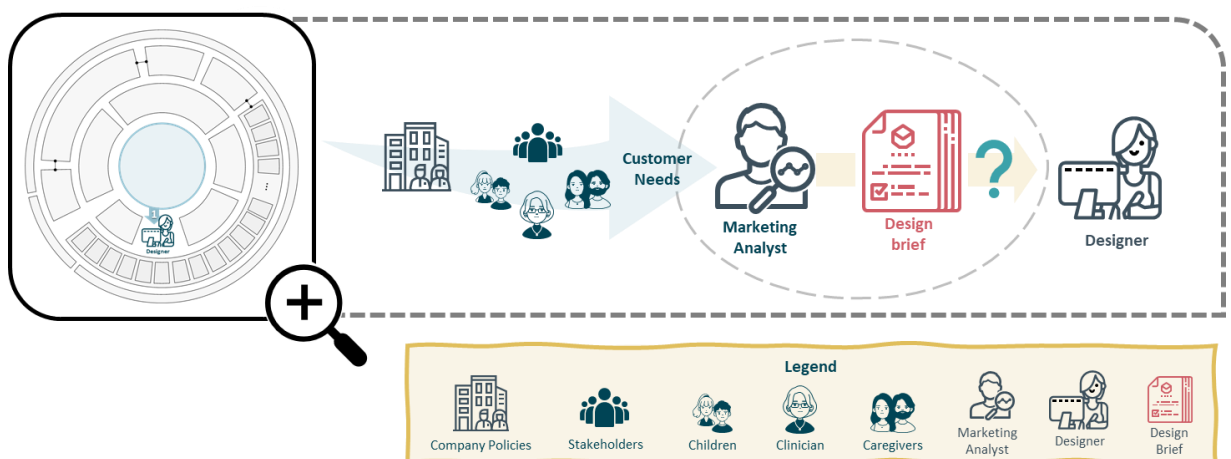 Customer
Needs
Marketing
Analyst
Design
brief
?
Designer
1
Designer
Legend
Company Policies
Stakeholders
Children
Clinician
Caregivers
Marketing
Analyst
Designer
Design
Brief